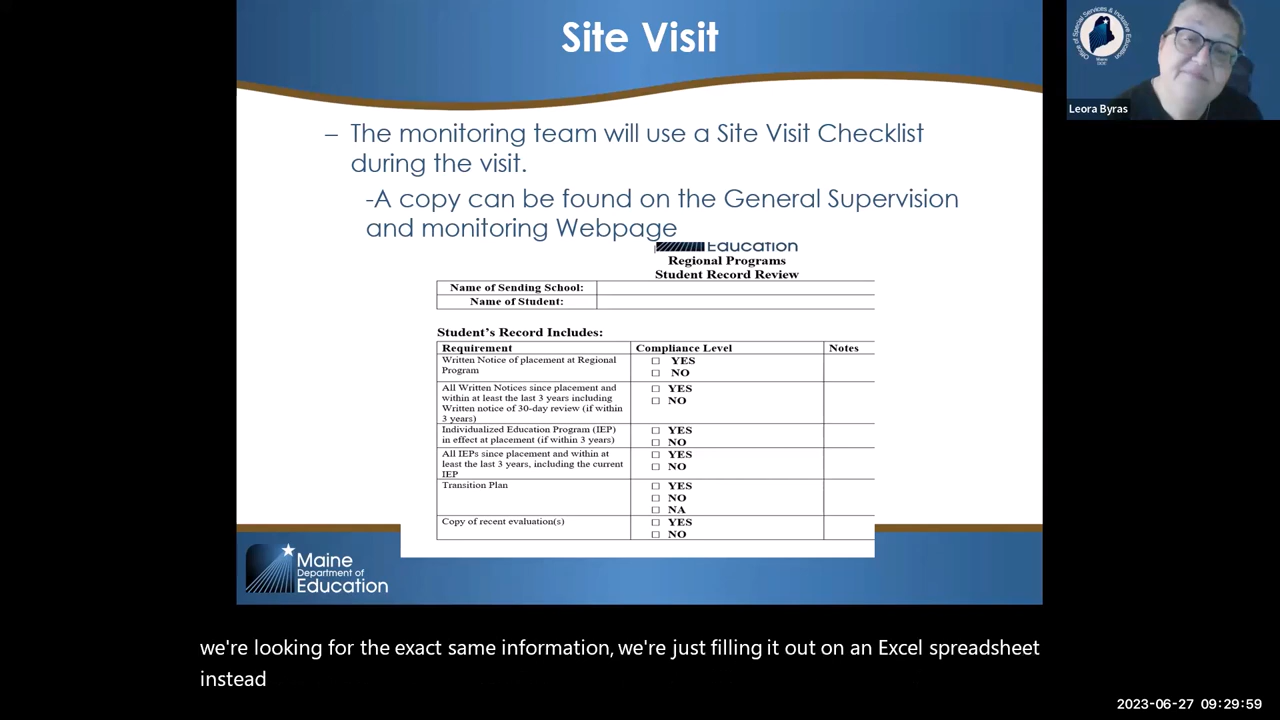 Site Visit
– The monitoring team will use a Site Visit Checklist
during the visit.
-A copy can be found on the General Supervision
and monitoring Webpage
Education
Regional Programs
Student Record Review
Name of Sending School:
Name of Student:
Student's Record Includes:
Requirement Compliance Level Notes
Written Notice of placement at Regional
Program
☐ YES
☐ NO
All Written Notices since placement and
within at least the last 3 years including
Written notice of 30-day review (if within
3 years)
☐ YES
☐ NO
Individualized Education Program (IEP)
in effect at placement (if within 3 years)
☐ YES
☐ NO
All IEPs since placement and within at
least the last 3 years, including the current
IEP
☐ YES
☐ NO
Transition Plan
☐ YES
☐ NO
☐ NA
Copy of recent evaluation(s)
☐ YES
☐ NO
Maine
Department of
Education
Office of Special Services & Inclusive Education
Maine
DOE
Leora Byras
we're looking for the exact same information, we're just filling it out on an Excel spreadsheet
instead
2023-06-27 09:29:59